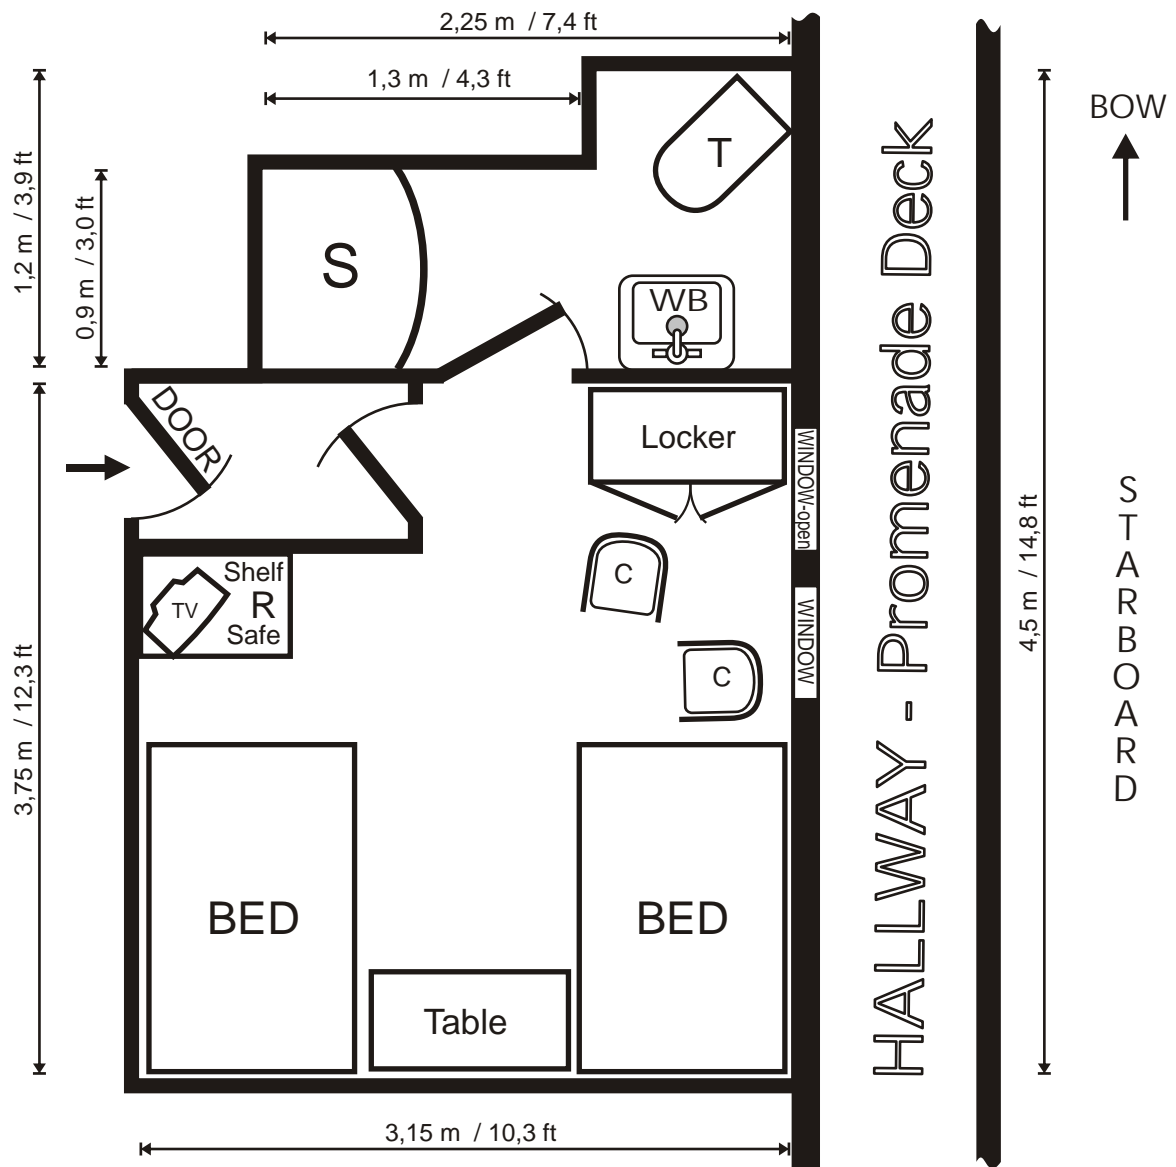 2,25 m / 7,4 ft
1,3 m / 4,3 ft
1,2 m / 3,9 ft
0,9 m / 3,0 ft
BOW
T
S
WB
HALLWAY - Promenade Deck
DOOR
Locker
WINDOW-open
Shelf
R
Safe
TV
C
C
WINDOW
4,5 m / 14,8 ft
STARBOARD
3,75 m / 12,3 ft
BED
BED
Table
3,15 m / 10,3 ft